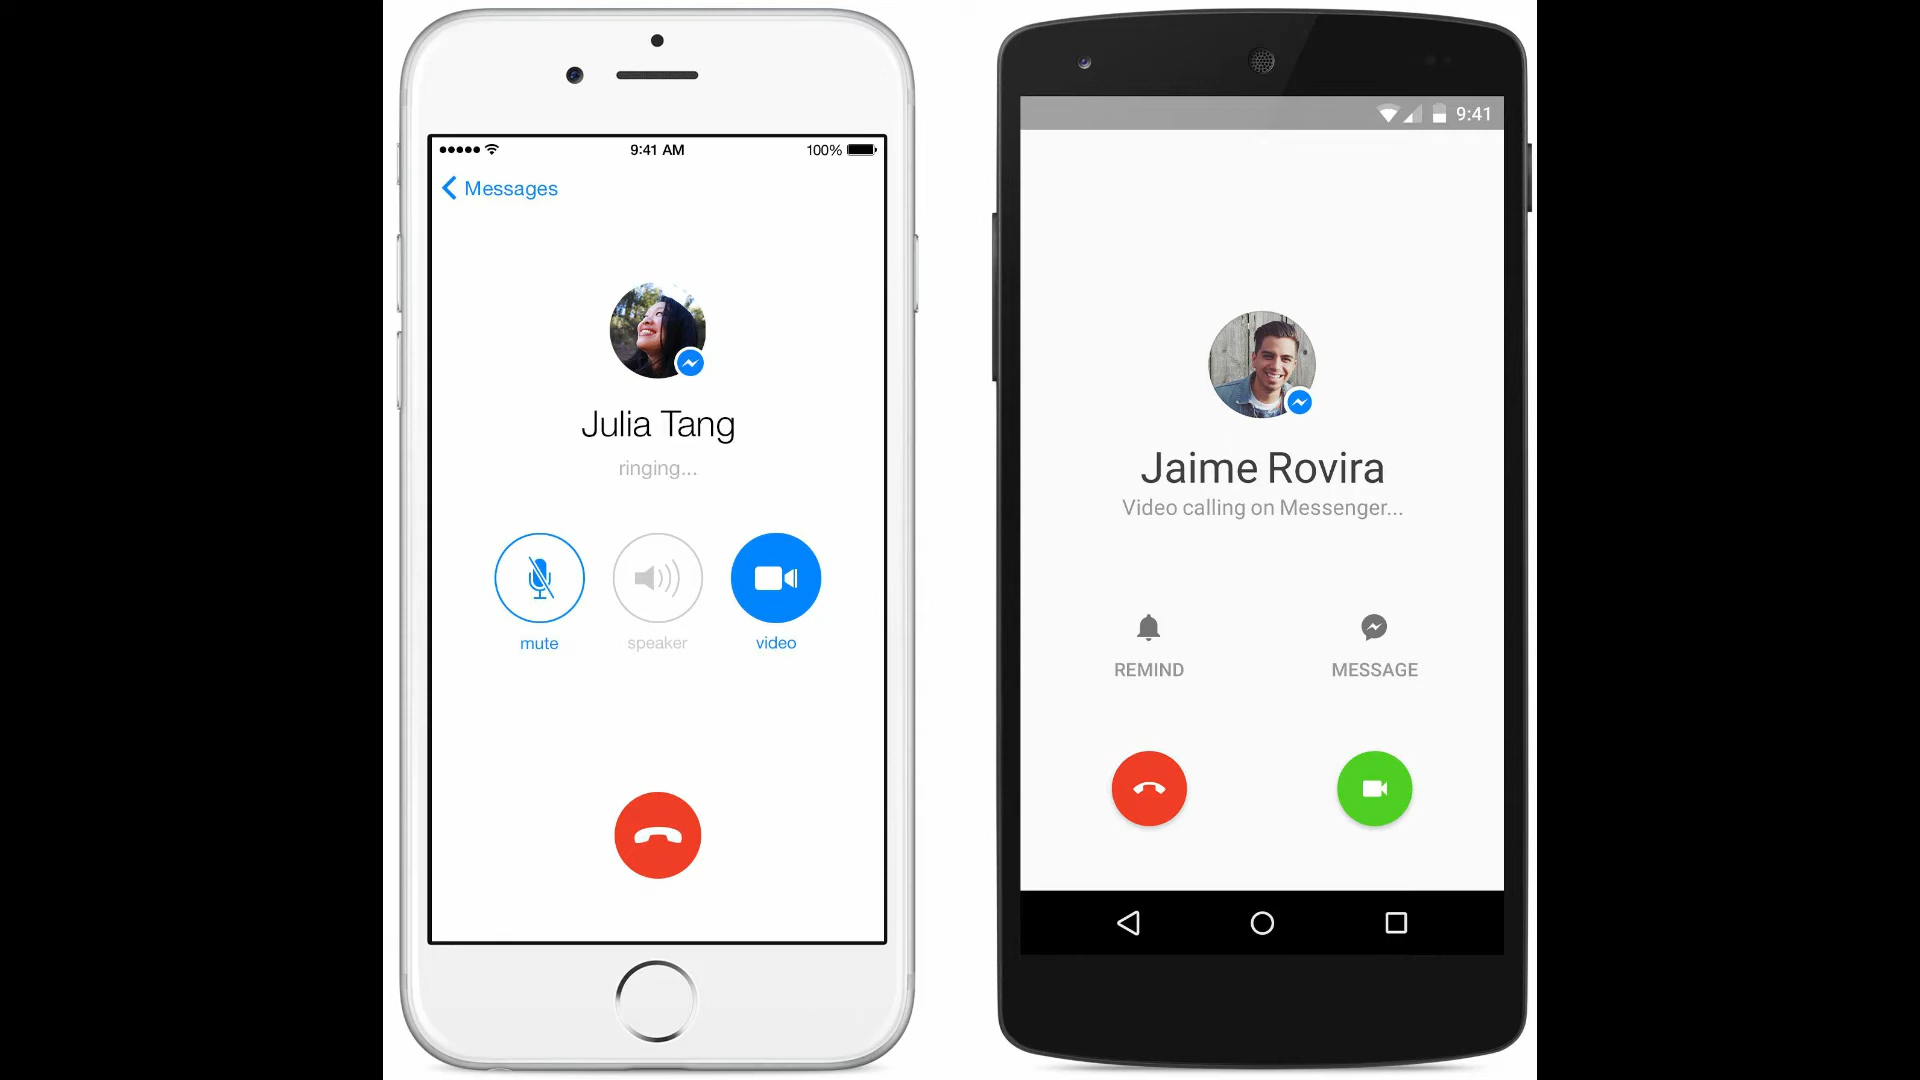 9:41 AM
100%
Messages
Julia Tang
ringing...
mute
speaker
video
9:41
Jaime Rovira
Video calling on Messenger...
REMIND
MESSAGE